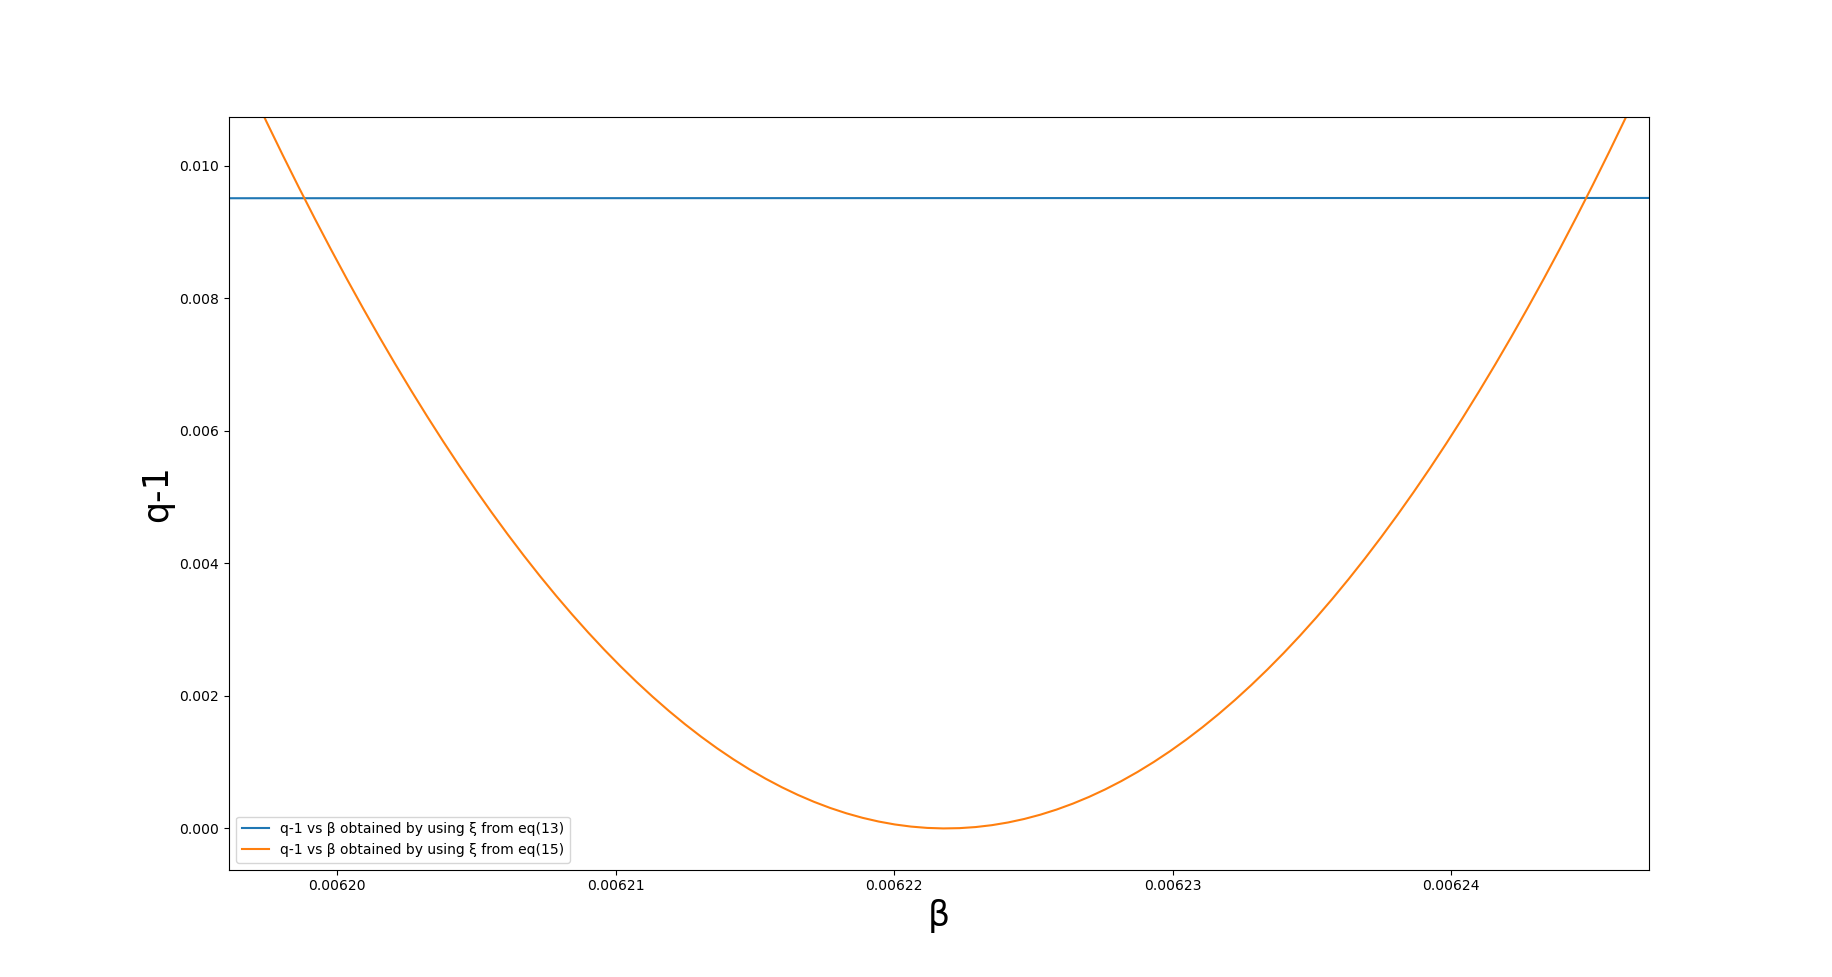 0.010
0.008
0.006
0.004
0.002
0.000
q-1
q-1 vs β obtained by using ξ from eq(13)
q-1 vs β obtained by using ξ from eq(15)
0.00620 0.00621 0.00622 0.00623 0.00624
β